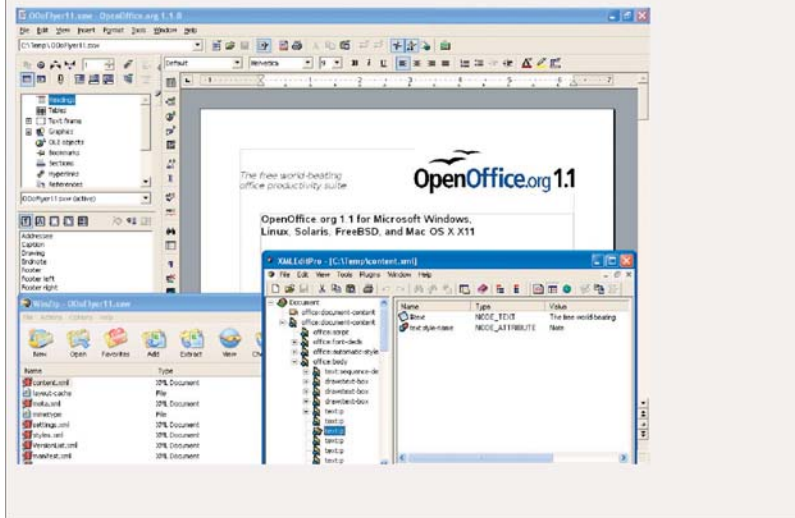 OOoFlyer11.sxw - OpenOffice.org 1.1.0
File Edit View Insert Format Tools Window Help
C:\Temp\OOoFlyer11.sxw
Default
Helvetica
9
B i U
Headings
Tables
Text frame
Graphics
OLE objects
Bookmarks
Sections
Hyperlinks
References
OOoFlyer11.sxw (active)
Addressee
Caption
Drawing
Endnote
Footer
Footer left
Footer right
The free world-beating
office productivity suite
OpenOffice.org 1.1
OpenOffice.org 1.1 for Microsoft Windows,
Linux, Solaris, FreeBSD, and Mac OS X X11
WinZip - OOoFlyer11.sxw
File Actions Options Help
New Open Favorites Add Extract View
Name Type
content.xml XML Document
layout-cache File
meta.xml XML Document
mimetype File
settings.xml XML Document
styles.xml XML Document
VersionList.xml XML Document
manifest.xml XML Document
XMLEditPro - [C:\Temp\content.xml]
File Edit View Tools Plugins Window Help
Document
office:document-content
office:document-content
office:script
office:font-decls
office:automatic-style
office:body
text:sequence-de
draw:text-box
draw:text-box
draw:text-box
text:p
text:p
text:p
text:p
text:p
text:p
Name Type Value
#text NODE_TEXT The free world-beating
text:style-name NODE_ATTRIBUTE Note